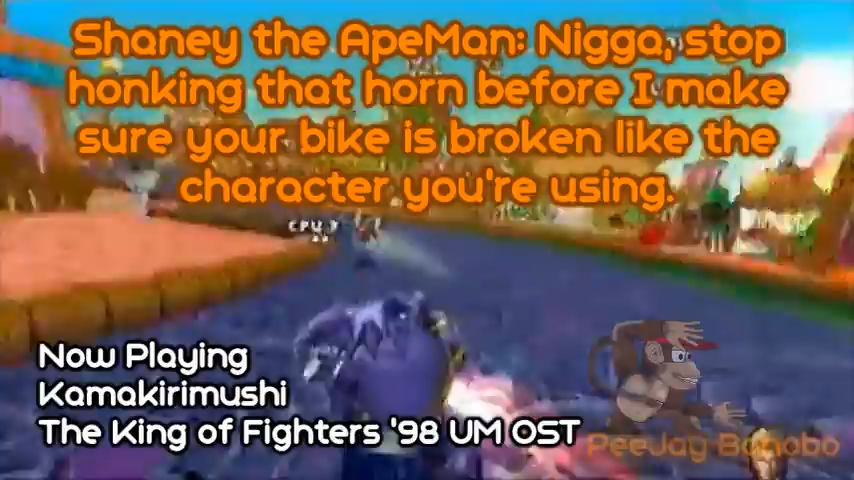 Shaney the ApeMan: Nigga, stop
honking that horn before I make
sure your bike is broken like the
character you're using.
CPU
Now Playing
Kamakirimushi
The King of Fighters '98 UM OST
PeeJay Bonobo